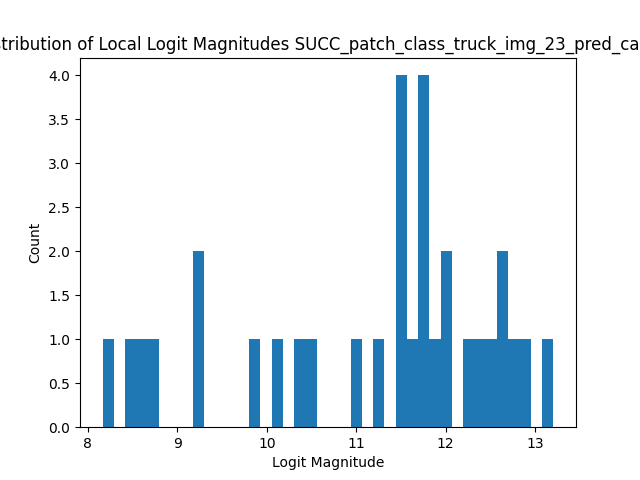 tribution of Local Logit Magnitudes SUCC_patch_class_truck_img_23_pred_ca
4.0
3.5
3.0
2.5
2.0
1.5
1.0
0.5
0.0
Count
8 9 10 11 12 13
Logit Magnitude